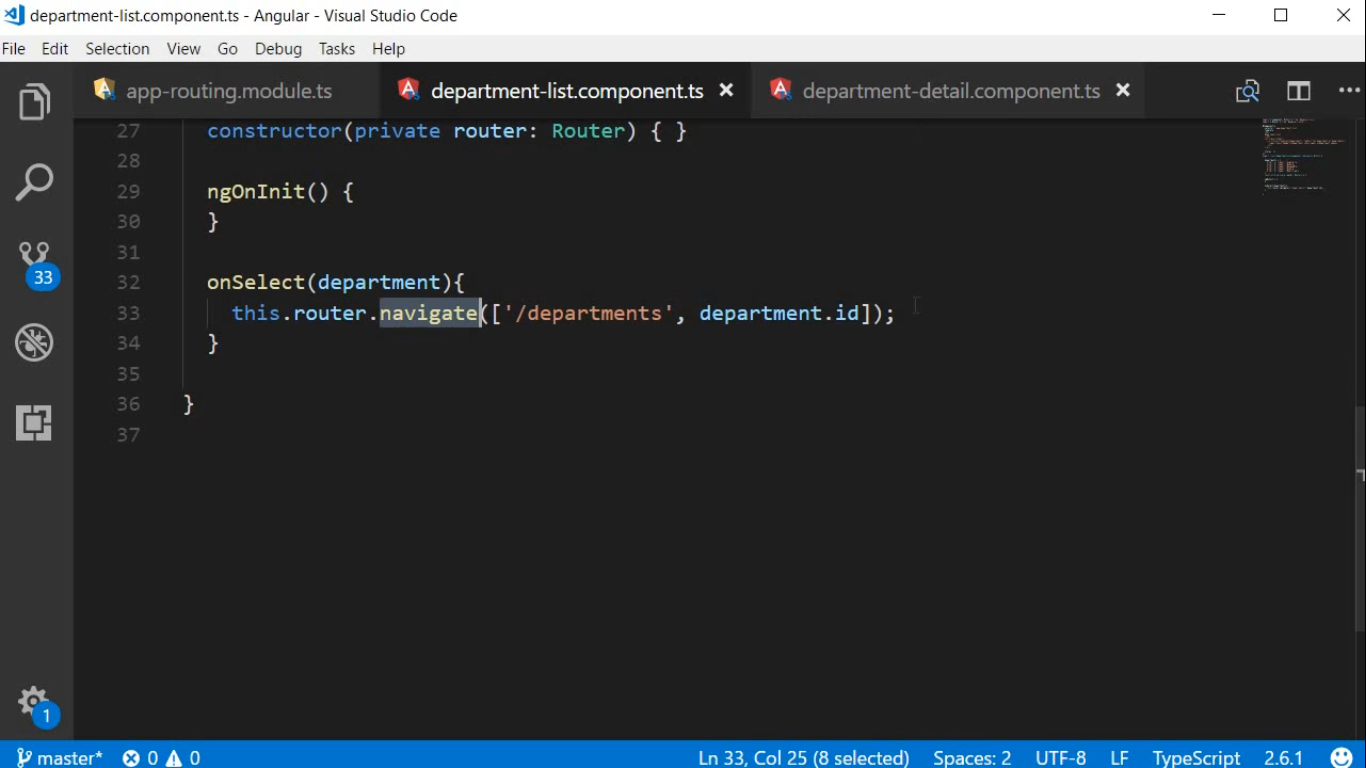 department-list.component.ts - Angular - Visual Studio Code
File Edit Selection View Go Debug Tasks Help
app-routing.module.ts department-list.component.ts department-detail.component.ts
27 constructor(private router: Router) { }
28
29 ngOnInit() {
30 }
31
32 onSelect(department){
33 this.router.navigate(['/departments', department.id]);
34 }
35
36 }
37
33
1
master* 0 0 Ln 33, Col 25 (8 selected) Spaces: 2 UTF-8 LF TypeScript 2.6.1